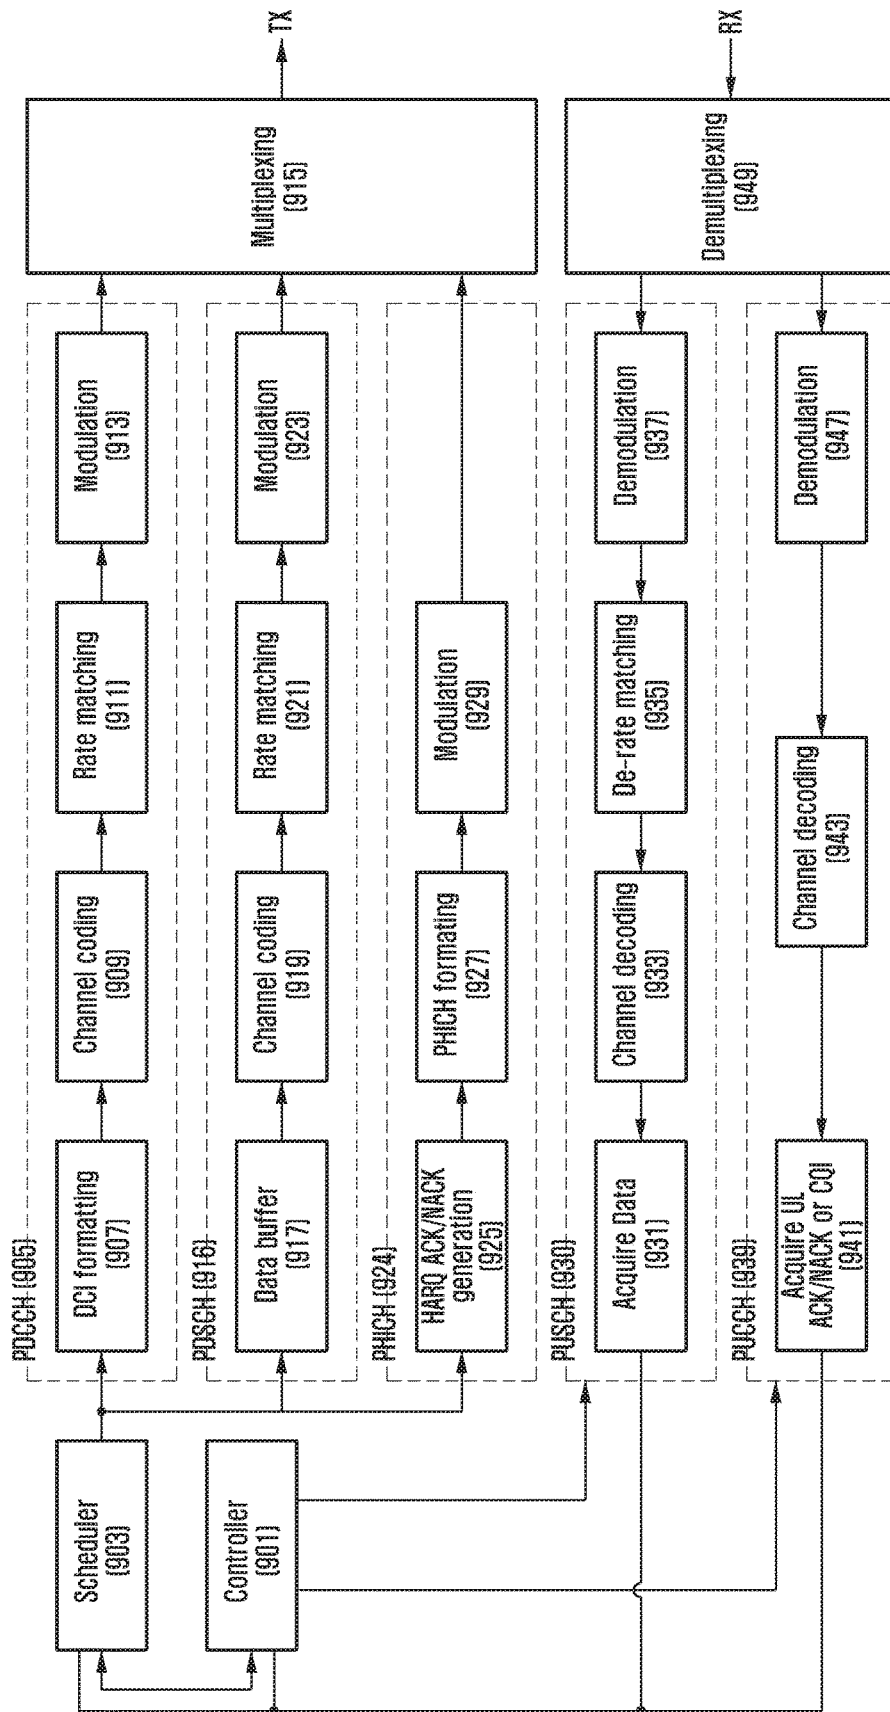 Scheduler
(903)
Controller
(901)
PDCCH (905)
DCI formatting
(907)
Channel coding
(909)
Rate matching
(911)
Modulation
(913)
PDSCH (916)
Data buffer
(917)
Channel coding
(919)
Rate matching
(921)
Modulation
(923)
PHICH (924)
HARQ ACK/NACK
generation
(925)
PHICH formating
(927)
Modulation
(929)
Multiplexing
(915)
TX
PUSCH (930)
Acquire Data
(931)
Channel decoding
(933)
De-rate matching
(935)
Demodulation
(937)
PUCCH (939)
Acquire UL
ACK/NACK or CQI
(941)
Channel decoding
(943)
Demodulation
(947)
Demultiplexing
(949)
RX